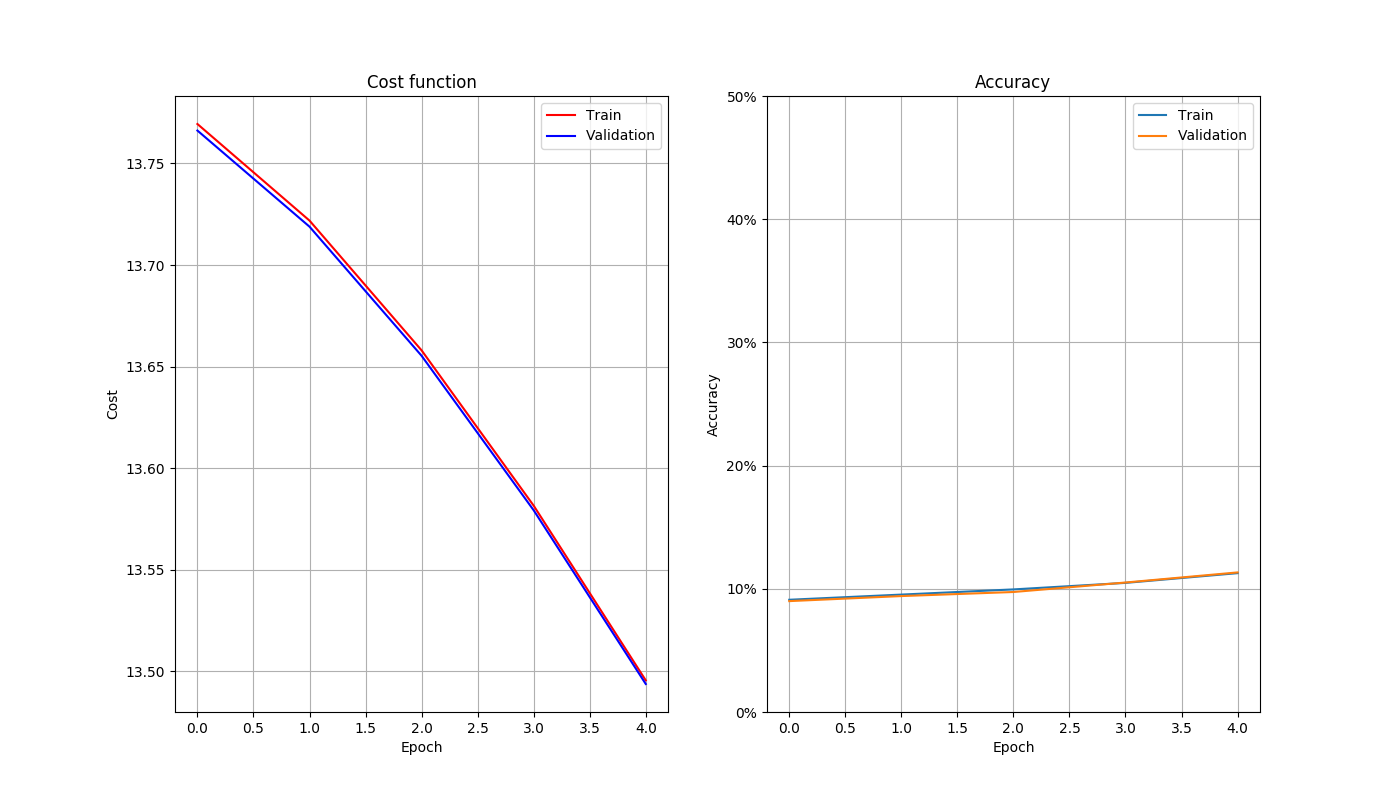 Cost function
Train
Validation
13.75
13.70
13.65
13.60
13.55
13.50
Cost
0.0 0.5 1.0 1.5 2.0 2.5 3.0 3.5 4.0
Epoch
Accuracy
Train
Validation
50%
40%
30%
20%
10%
0%
Accuracy
0.0 0.5 1.0 1.5 2.0 2.5 3.0 3.5 4.0
Epoch